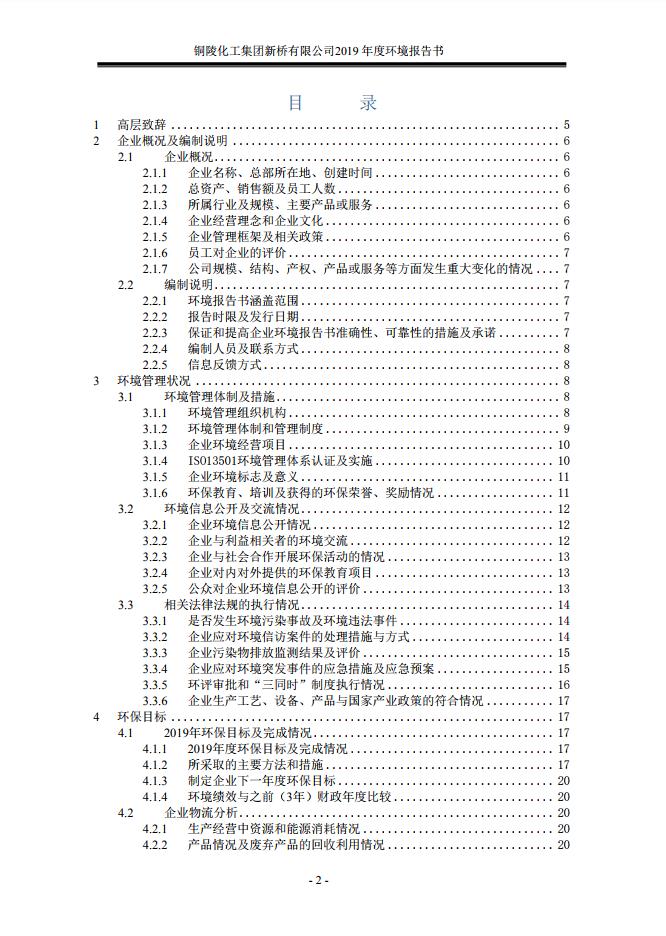 铜陵化工集团新桥有限公司2019 年度环境报告书
目 录
1 高层致辞 ........ 5
2 企业概况及编制说明 ........ 6
2.1 企业概况 ........ 6
2.1.1 企业名称、总部所在地、创建时间 ........ 6
2.1.2 总资产、销售额及员工人数 ........ 6
2.1.3 所属行业及规模、主要产品或服务 ........ 6
2.1.4 企业经营理念和企业文化 ........ 6
2.1.5 企业管理框架及相关政策 ........ 6
2.1.6 员工对企业的评价 ........ 7
2.1.7 公司规模、结构、产权、产品或服务等方面发生重大变化的情况 .... 7
2.2 编制说明 ........ 7
2.2.1 环境报告书涵盖范围 ........ 7
2.2.2 报告时限及发行日期 ........ 7
2.2.3 保证和提高企业环境报告书准确性、可靠性的措施及承诺 ........ 7
2.2.4 编制人员及联系方式 ........ 8
2.2.5 信息反馈方式 ........ 8
3 环境管理状况 ........ 8
3.1 环境管理体制及措施 ........ 8
3.1.1 环境管理组织机构 ........ 8
3.1.2 环境管理体制和管理制度 ........ 9
3.1.3 企业环境经营项目 ........ 10
3.1.4 ISO13501环境管理体系认证及实施 ........ 10
3.1.5 企业环境标志及意义 ........ 11
3.1.6 环保教育、培训及获得的环保荣誉、奖励情况 ........ 11
3.2 环境信息公开及交流情况 ........ 12
3.2.1 企业环境信息公开情况 ........ 12
3.2.2 企业与利益相关者的环境交流 ........ 12
3.2.3 企业与社会合作开展环保活动的情况 ........ 13
3.2.4 企业对内对外提供的环保教育项目 ........ 13
3.2.5 公众对企业环境信息公开的评价 ........ 13
3.3 相关法律法规的执行情况 ........ 14
3.3.1 是否发生环境污染事故及环境违法事件 ........ 14
3.3.2 企业应对环境信访案件的处理措施与方式 ........ 14
3.3.3 企业污染物排放监测结果及评价 ........ 15
3.3.4 企业应对环境突发事件的应急措施及应急预案 ........ 15
3.3.5 环评审批和“三同时”制度执行情况 ........ 16
3.3.6 企业生产工艺、设备、产品与国家产业政策的符合情况 ........ 17
4 环保目标 ........ 17
4.1 2019年环保目标及完成情况 ........ 17
4.1.1 2019年度环保目标及完成情况 ........ 17
4.1.2 所采取的主要方法和措施 ........ 17
4.1.3 制定企业下一年度环保目标 ........ 20
4.1.4 环境绩效与之前（3年）财政年度比较 ........ 20
4.2 企业物流分析 ........ 20
4.2.1 生产经营中资源和能源消耗情况 ........ 20
4.2.2 产品情况及废弃产品的回收利用情况 ........ 20
- 2 -